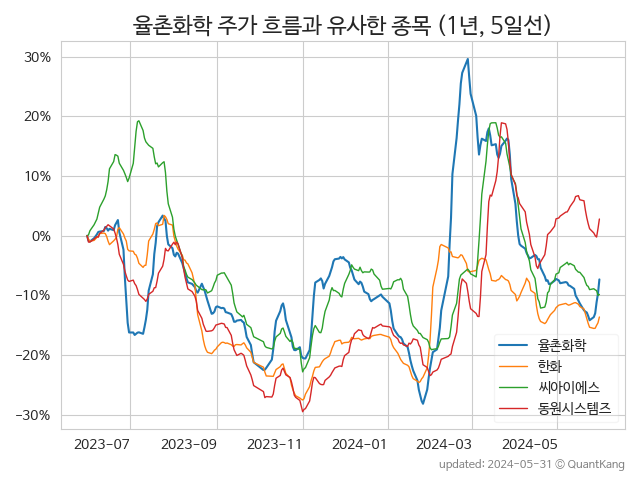 율촌화학 주가 흐름과 유사한 종목 (1년, 5일선)
30%
20%
10%
0%
-10%
-20%
-30%
2023-07 2023-09 2023-11 2024-01 2024-03 2024-05
율촌화학
한화
씨아이에스
동원시스템즈
updated: 2024-05-31 © QuantKang